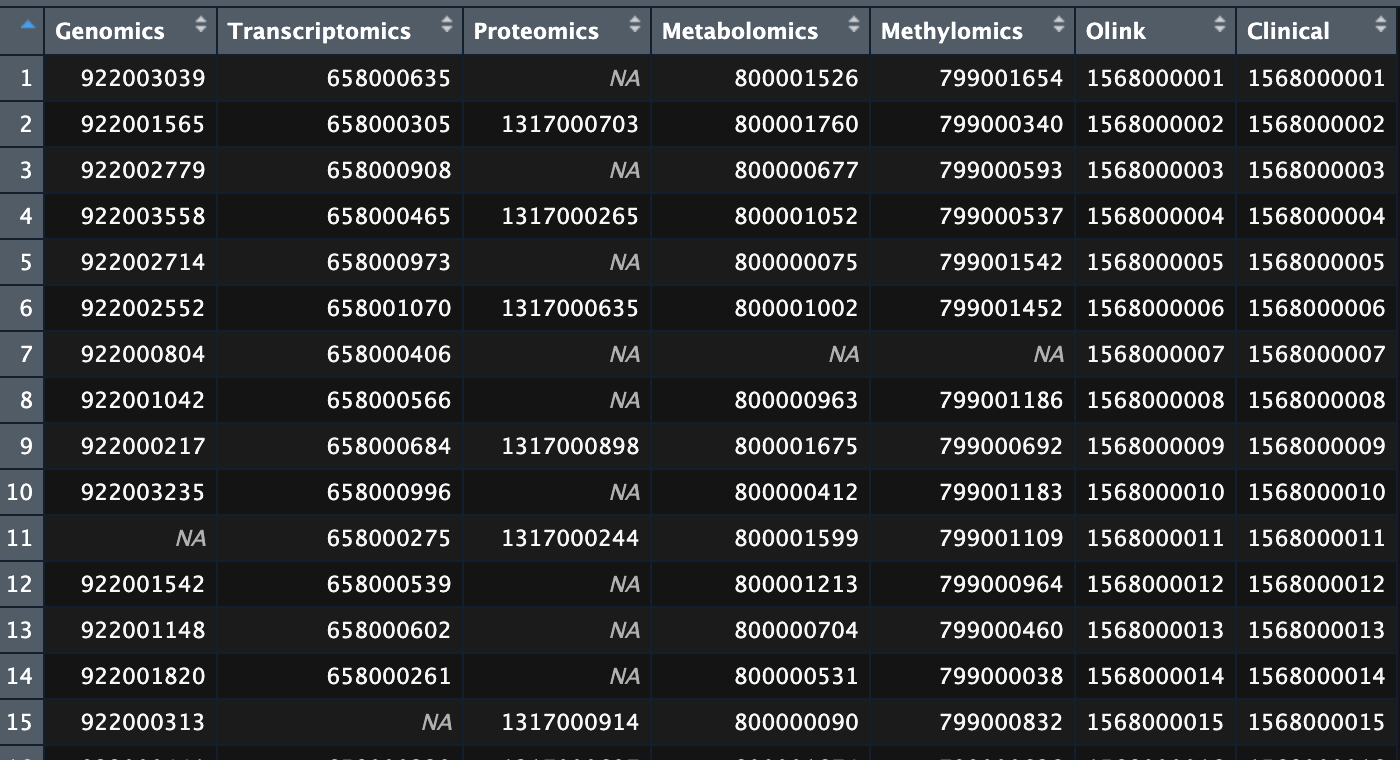 Genomics Transcriptomics Proteomics Metabolomics Methylomics Olink Clinical
1 922003039 658000635 NA 800001526 799001654 1568000001 1568000001
2 922001565 658000305 1317000703 800001760 799000340 1568000002 1568000002
3 922002779 658000908 NA 800000677 799000593 1568000003 1568000003
4 922003558 658000465 1317000265 800001052 799000537 1568000004 1568000004
5 922002714 658000973 NA 800000075 799001542 1568000005 1568000005
6 922002552 658001070 1317000635 800001002 799001452 1568000006 1568000006
7 922000804 658000406 NA NA NA 1568000007 1568000007
8 922001042 658000566 NA 800000963 799001186 1568000008 1568000008
9 922000217 658000684 1317000898 800001675 799000692 1568000009 1568000009
10 922003235 658000996 NA 800000412 799001183 1568000010 1568000010
11 NA 658000275 1317000244 800001599 799001109 1568000011 1568000011
12 922001542 658000539 NA 800001213 799000964 1568000012 1568000012
13 922001148 658000602 NA 800000704 799000460 1568000013 1568000013
14 922001820 658000261 NA 800000531 799000038 1568000014 1568000014
15 922000313 NA 1317000914 800000090 799000832 1568000015 1568000015